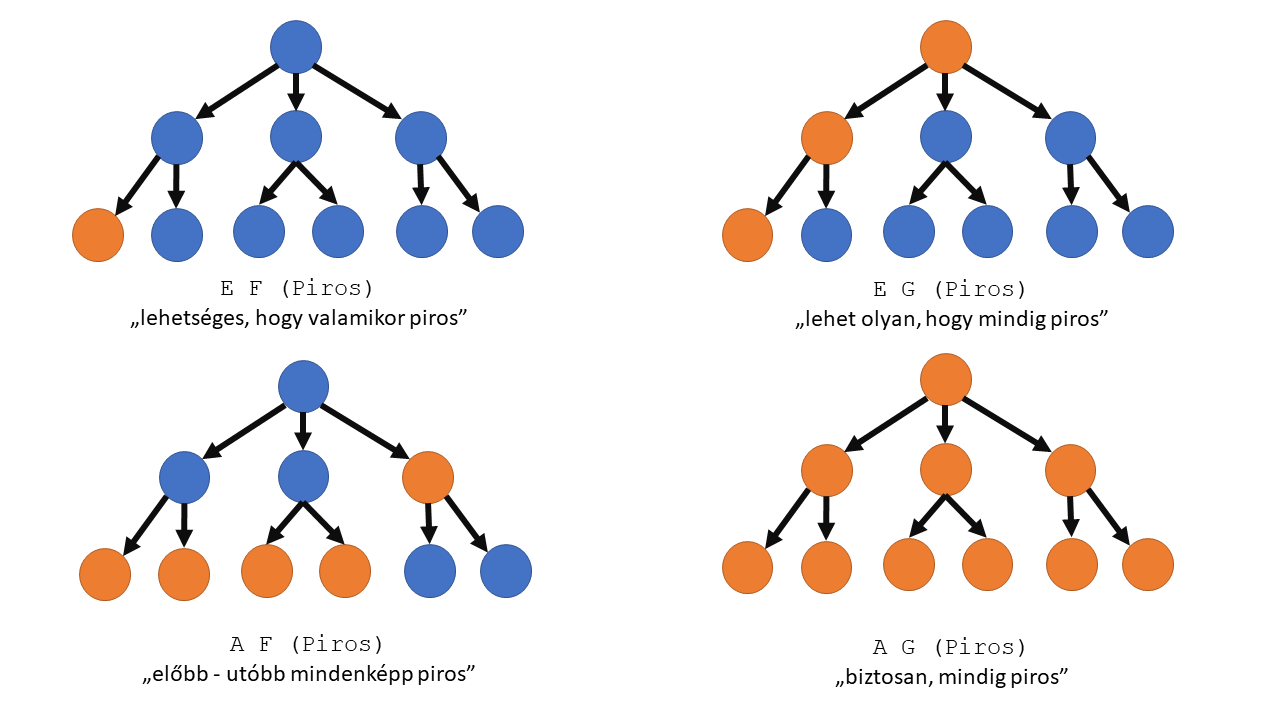 E F (Piros)
„lehetséges, hogy valamikor piros”
E G (Piros)
„lehet olyan, hogy mindig piros”
A F (Piros)
„előbb - utóbb mindenképp piros”
A G (Piros)
„biztosan, mindig piros”